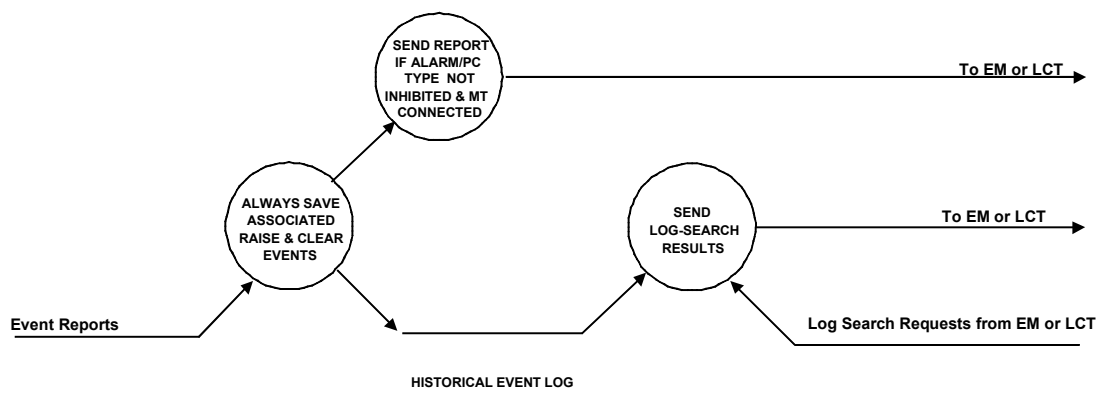 SEND REPORT
IF ALARM/PC
TYPE NOT
INHIBITED & MT
CONNECTED
To EM or LCT
ALWAYS SAVE
ASSOCIATED
RAISE & CLEAR
EVENTS
SEND
LOG-SEARCH
RESULTS
To EM or LCT
Event Reports
Log Search Requests from EM or LCT
HISTORICAL EVENT LOG